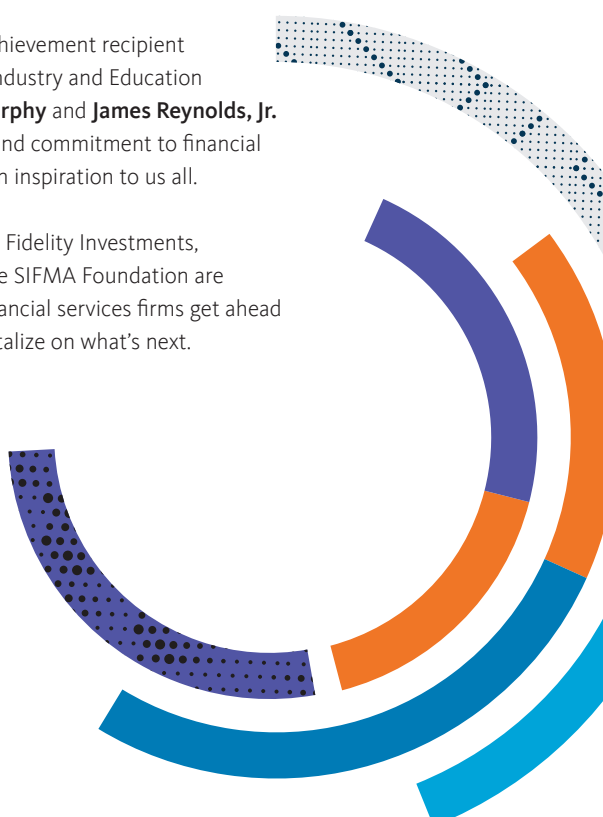 hievement recipient
ndustry and Education
rphy and James Reynolds, Jr.
nd commitment to financial
n inspiration to us all.
Fidelity Investments,
e SIFMA Foundation are
ancial services firms get ahead
talize on what's next.